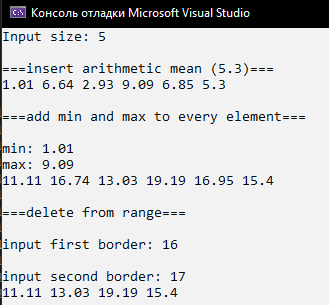 Консоль отладки Microsoft Visual Studio
Input size: 5
===insert arithmetic mean (5.3)===
1.01 6.64 2.93 9.09 6.85 5.3
===add min and max to every element===
min: 1.01
max: 9.09
11.11 16.74 13.03 19.19 16.95 15.4
===delete from range===
input first border: 16
input second border: 17
11.11 13.03 19.19 15.4